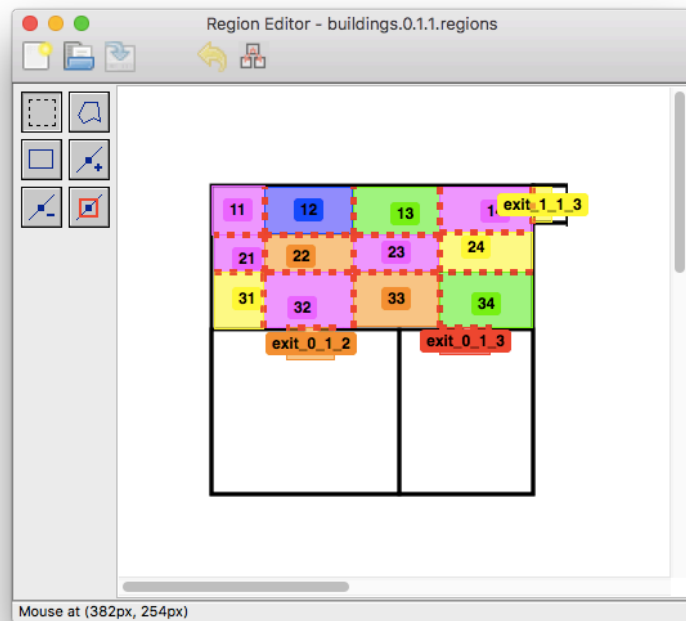 Region Editor - buildings.0.1.1.regions
11 12 13 exit_1_1_3
21 22 23 24
31 32 33 34
exit_0_1_2 exit_0_1_3
Mouse at (382px, 254px)